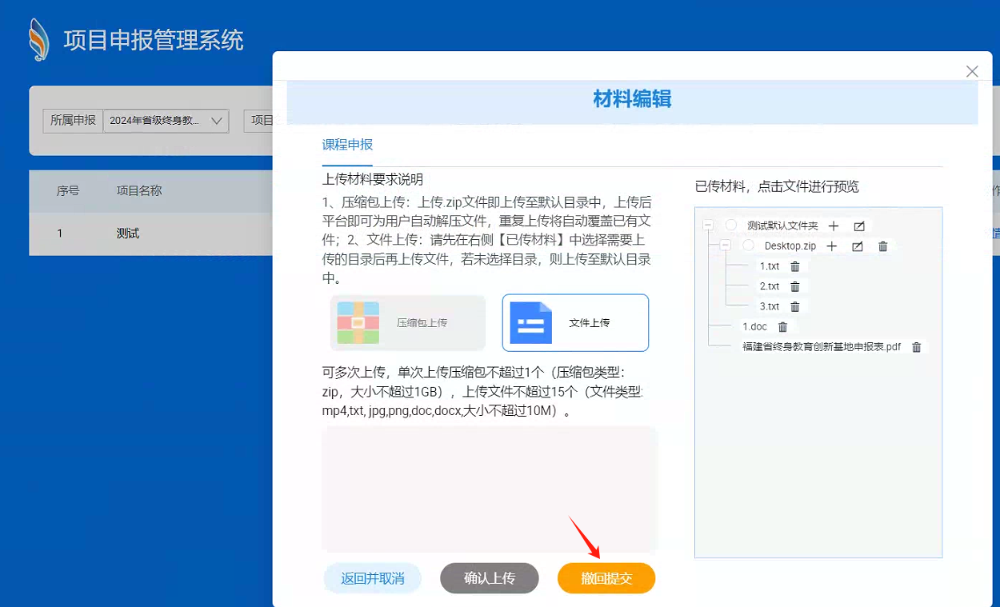 项目申报管理系统
所属申报 2024年省级终身教... 项目
序号 项目名称
1 测试
材料编辑
课程申报
上传材料要求说明
1、压缩包上传：上传.zip文件即上传至默认目录中，上传后
平台即可为用户自动解压文件，重复上传将自动覆盖已有文
件；2、文件上传：请先在右侧【已传材料】中选择需要上
传的目录后再上传文件，若未选择目录，则上传至默认目录
中。
压缩包上传 文件上传
可多次上传，单次上传压缩包不超过1个（压缩包类型：
zip，大小不超过1GB），上传文件不超过15个（文件类型:
mp4,txt, jpg,png,doc,docx,大小不超过10M）。
返回并取消 确认上传 撤回提交
已传材料，点击文件进行预览
测试默认文件夹
Desktop.zip
1.txt
2.txt
3.txt
1.doc
福建省终身教育创新基地申报表.pdf